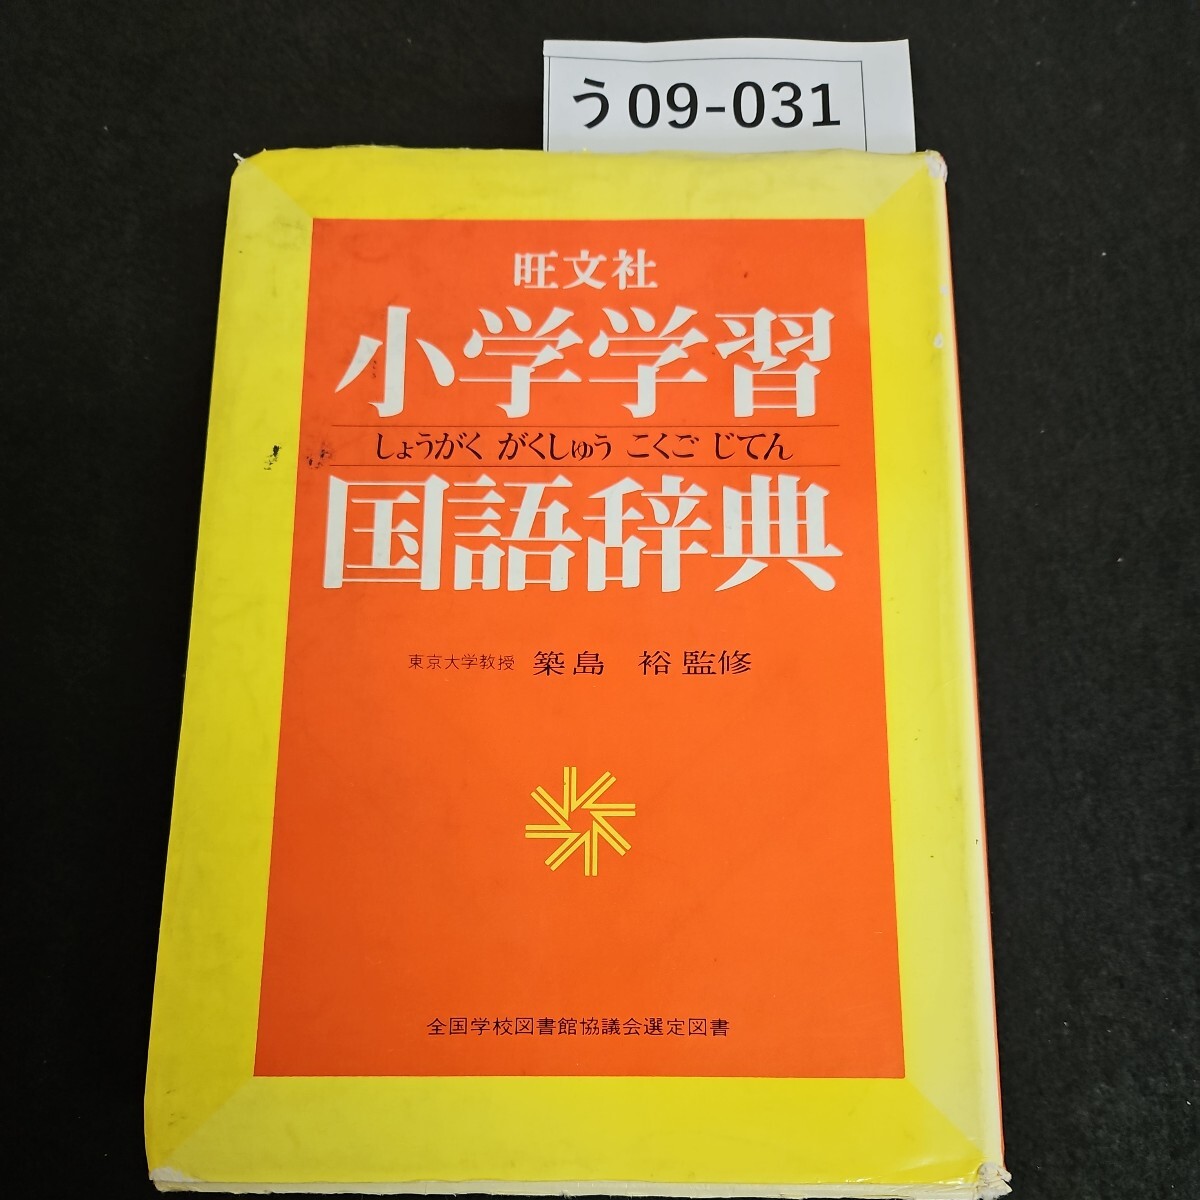 う09-031
旺文社
小学学習
しょうがく がくしゅう こくご じてん
国語辞典
東京大学教授 築島 裕 監修
全国学校図書館協議会選定図書